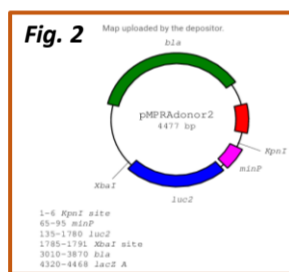 Fig. 2
Map uploaded by the depositor.
bla
pMPRAdonor2
4477 bp
KpnI
minP
XbaI
luc2
1-6 KpnI site
65-95 minP
135-1780 luc2
1785-1791 XbaI site
3010-3870 bla
4320-4468 lacZ A